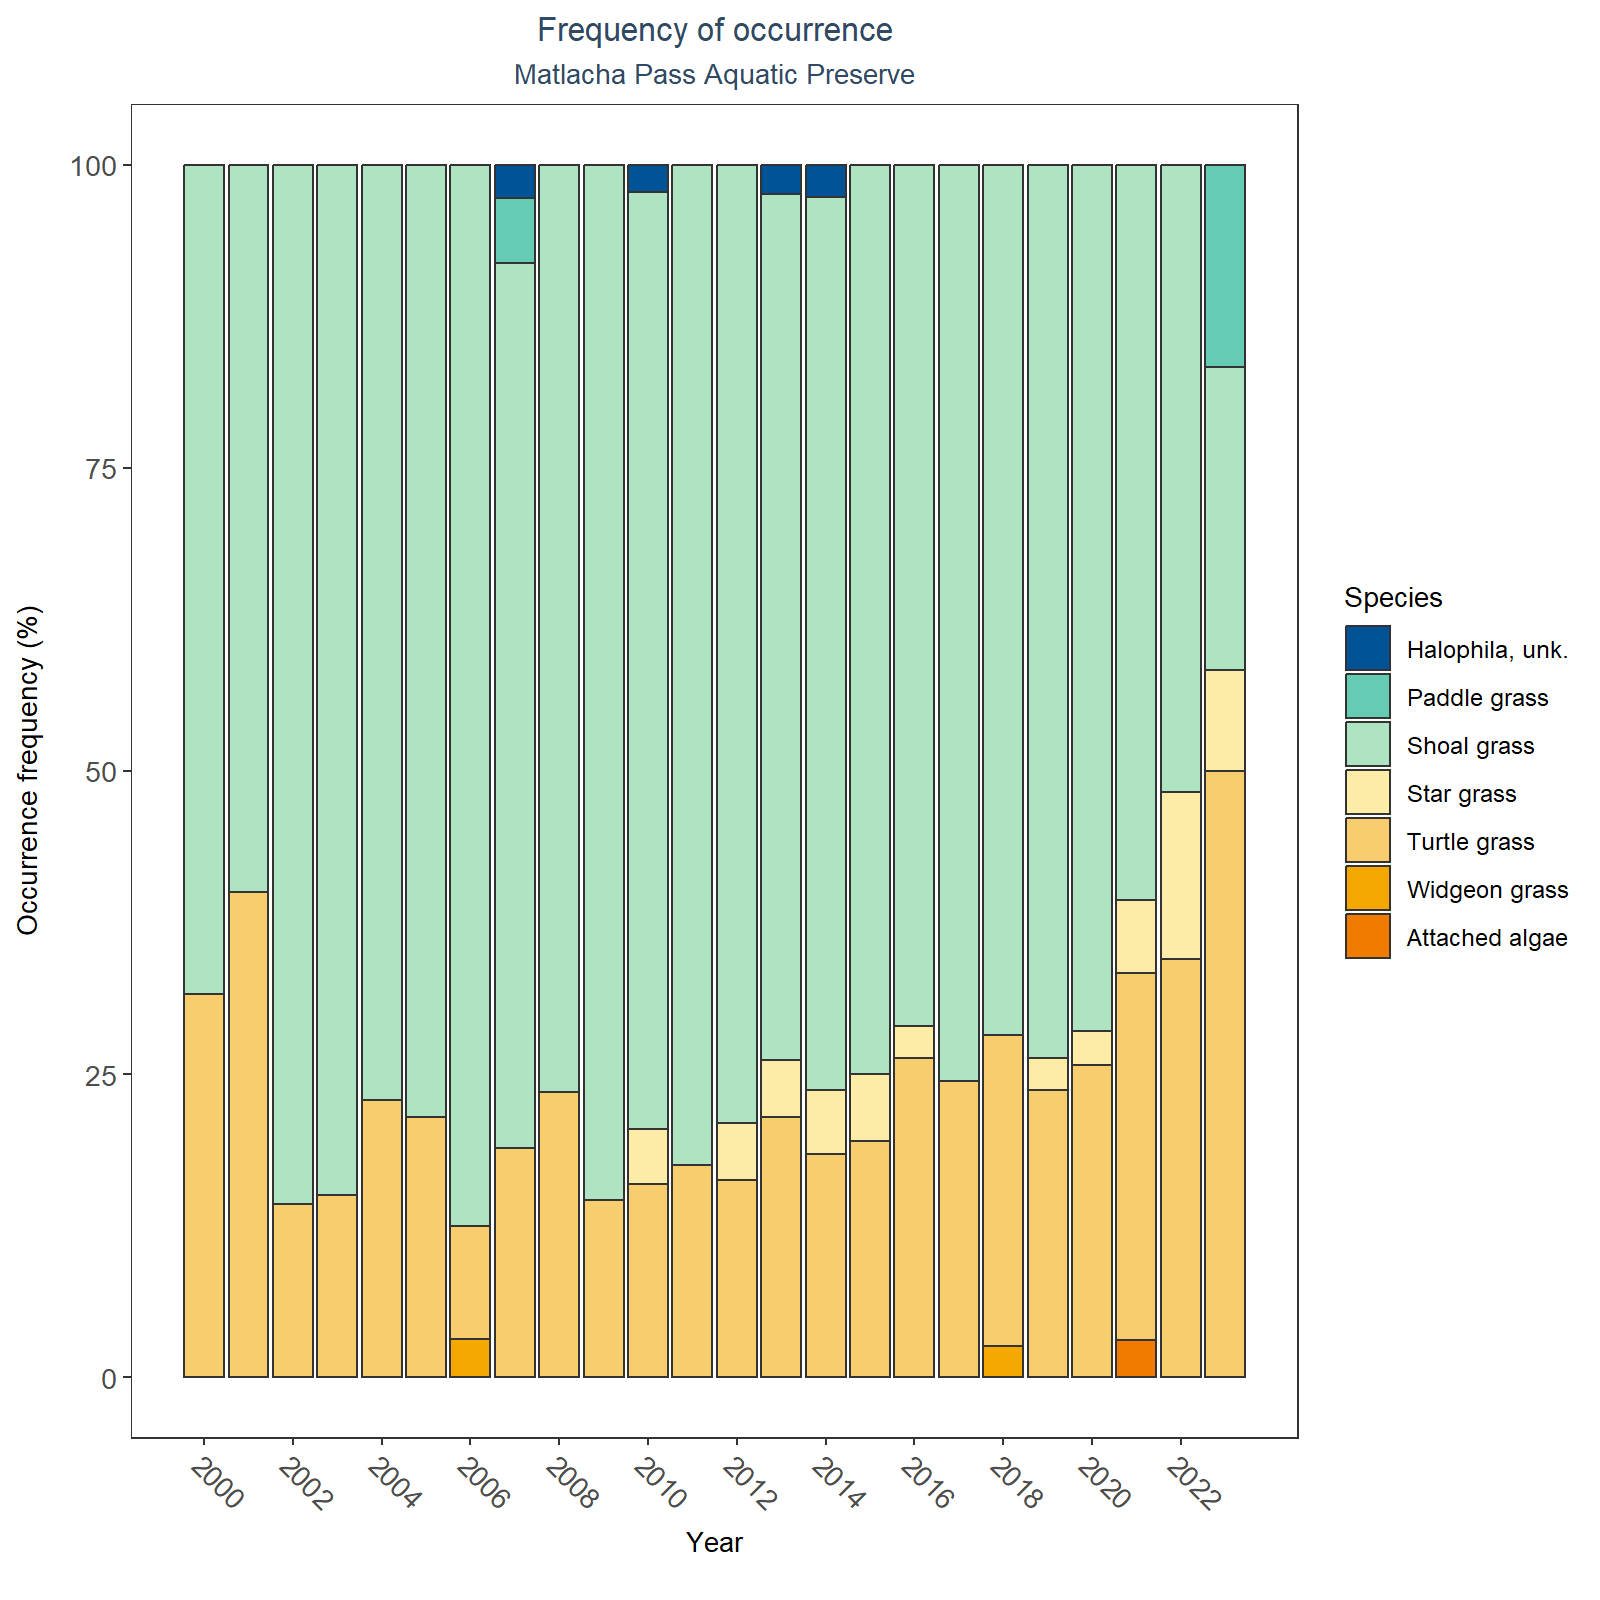 Frequency of occurrence
Matlacha Pass Aquatic Preserve
Occurrence frequency (%)
100
75
50
25
0
2000
2002
2004
2006
2008
2010
2012
2014
2016
2018
2020
2022
Year
Species
Halophila, unk.
Paddle grass
Shoal grass
Star grass
Turtle grass
Widgeon grass
Attached algae